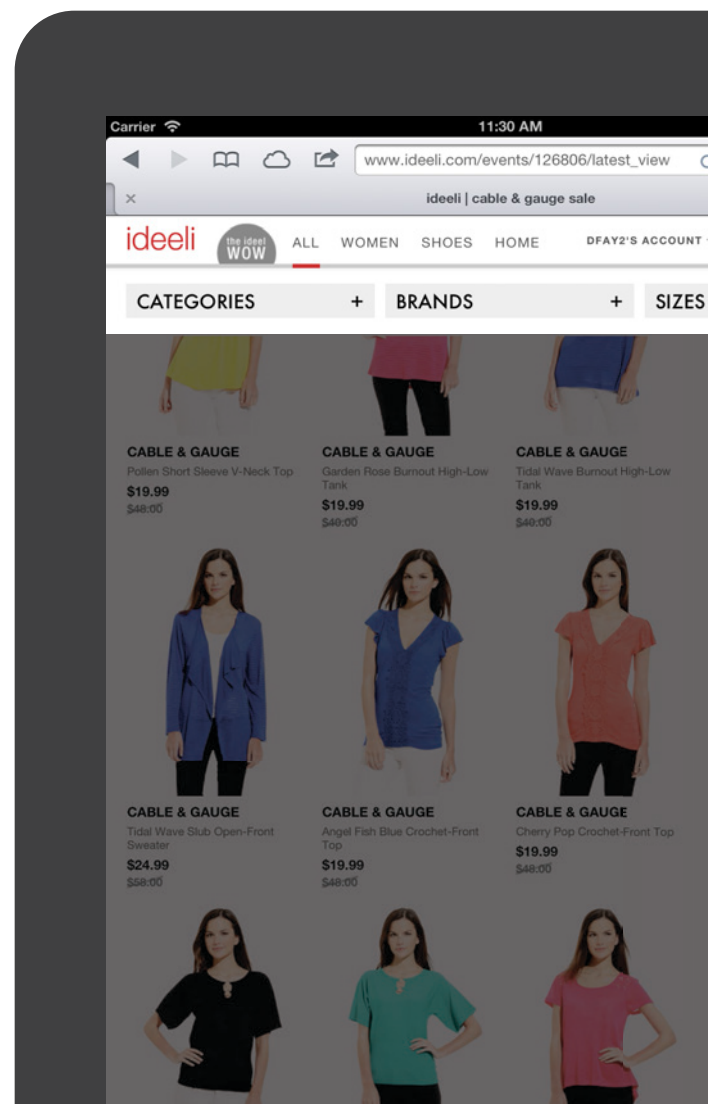 Carrier 11:30 AM
www.ideeli.com/events/126806/latest_view
ideeli | cable & gauge sale
ideeli the ideel WOW ALL WOMEN SHOES HOME DFAY2'S ACCOUNT
CATEGORIES + BRANDS + SIZES
CABLE & GAUGE CABLE & GAUGE CABLE & GAUGE
Pollen Short Sleeve V-Neck Top Garden Rose Burnout High-Low Tidal Wave Burnout High-Low
Tank Tank
$19.99 $19.99 $19.99
$48.00 $40.00 $40.00
CABLE & GAUGE CABLE & GAUGE CABLE & GAUGE
Tidal Wave Slub Open-Front Angel Fish Blue Crochet-Front Cherry Pop Crochet-Front Top
Sweater Top
$24.99 $19.99 $19.99
$58.00 $48.00 $48.00